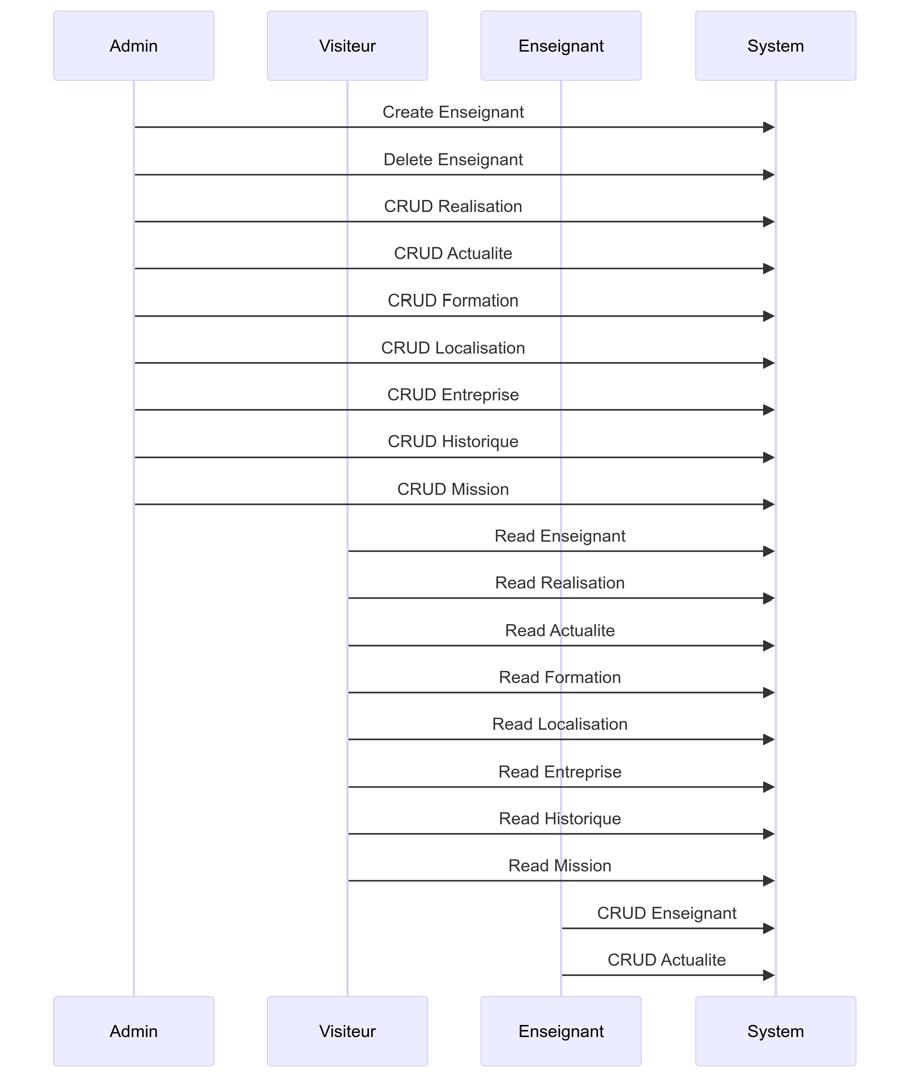 Admin
Visiteur
Enseignant
System
Create Enseignant
Delete Enseignant
CRUD Realisation
CRUD Actualite
CRUD Formation
CRUD Localisation
CRUD Entreprise
CRUD Historique
CRUD Mission
Read Enseignant
Read Realisation
Read Actualite
Read Formation
Read Localisation
Read Entreprise
Read Historique
Read Mission
CRUD Enseignant
CRUD Actualite
Admin
Visiteur
Enseignant
System